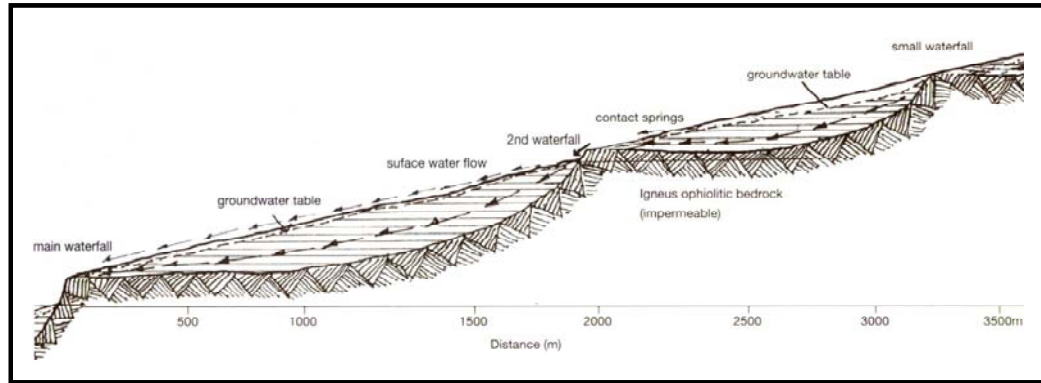 small waterfall
groundwater table
contact springs
2nd waterfall
suface water flow
groundwater table
Igneus ophiolitic bedrock
(impermeable)
main waterfall
500 1000 1500 2000 2500 3000 3500m
Distance (m)